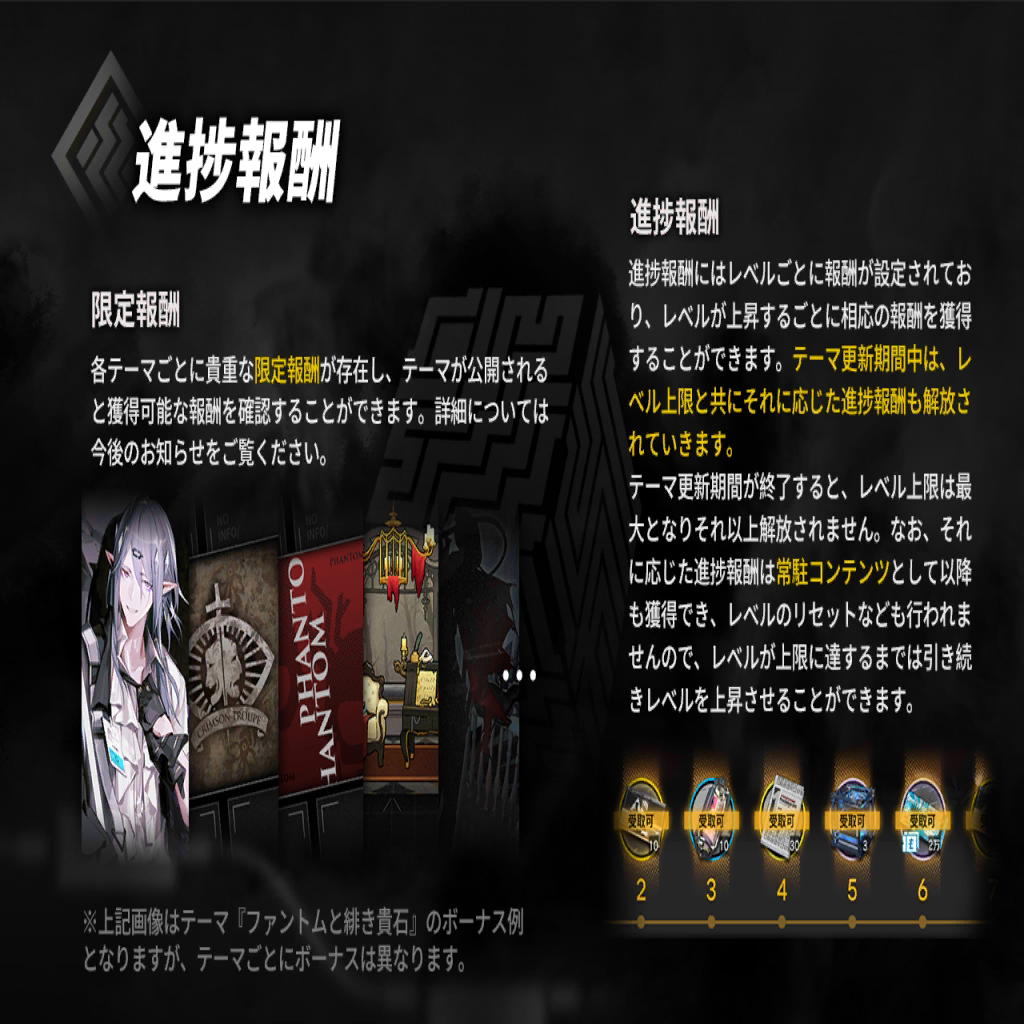 進捗報酬
限定報酬
各テーマごとに貴重な限定報酬が存在し、テーマが公開される
と獲得可能な報酬を確認することができます。詳細については
今後のお知らせをご覧ください。
NO
INFO!
NO
INFO!
CRIMSON TROUPE
PHANTOM
PHANTO
HANTOM
※上記画像はテーマ『ファントムと緋き貴石』のボーナス例
となりますが、テーマごとにボーナスは異なります。
進捗報酬
進捗報酬にはレベルごとに報酬が設定されてお
り、レベルが上昇するごとに相応の報酬を獲得
することができます。テーマ更新期間中は、レ
ベル上限と共にそれに応じた進捗報酬も解放さ
れていきます。
テーマ更新期間が終了すると、レベル上限は最
大となりそれ以上解放されません。なお、それ
に応じた進捗報酬は常駐コンテンツとして以降
も獲得でき、レベルのリセットなども行われま
せんので、レベルが上限に達するまでは引き続
きレベルを上昇させることができます。
受取可 受取可 受取可 受取可 受取可
10 10 30 3 2万
2 3 4 5 6 7